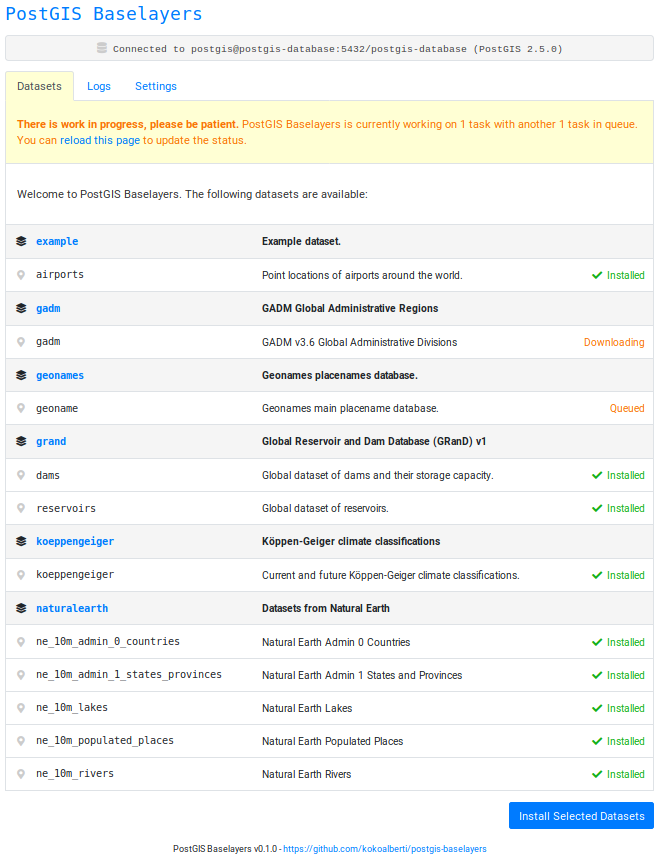 PostGIS Baselayers
Connected to postgis@postgis-database:5432/postgis-database (PostGIS 2.5.0)
Datasets Logs Settings
There is work in progress, please be patient. PostGIS Baselayers is currently working on 1 task with another 1 task in queue.
You can reload this page to update the status.
Welcome to PostGIS Baselayers. The following datasets are available:
example Example dataset.
airports Point locations of airports around the world. Installed
gadm GADM Global Administrative Regions
gadm GADM v3.6 Global Administrative Divisions Downloading
geonames Geonames placenames database.
geoname Geonames main placename database. Queued
grand Global Reservoir and Dam Database (GRanD) v1
dams Global dataset of dams and their storage capacity. Installed
reservoirs Global dataset of reservoirs. Installed
koeppengeiger Köppen-Geiger climate classifications
koeppengeiger Current and future Köppen-Geiger climate classifications. Installed
naturalearth Datasets from Natural Earth
ne_10m_admin_0_countries Natural Earth Admin 0 Countries Installed
ne_10m_admin_1_states_provinces Natural Earth Admin 1 States and Provinces Installed
ne_10m_lakes Natural Earth Lakes Installed
ne_10m_populated_places Natural Earth Populated Places Installed
ne_10m_rivers Natural Earth Rivers Installed
Install Selected Datasets
PostGIS Baselayers v0.1.0 - https://github.com/kokoalberti/postgis-baselayers